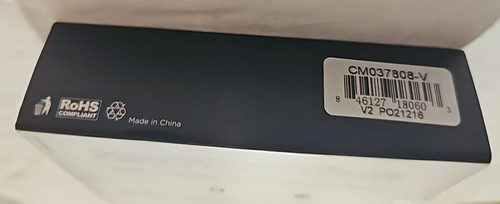 CM037808-V
8 46127 18060 3
V2 PO21216
RoHS
COMPLIANT
Made in China